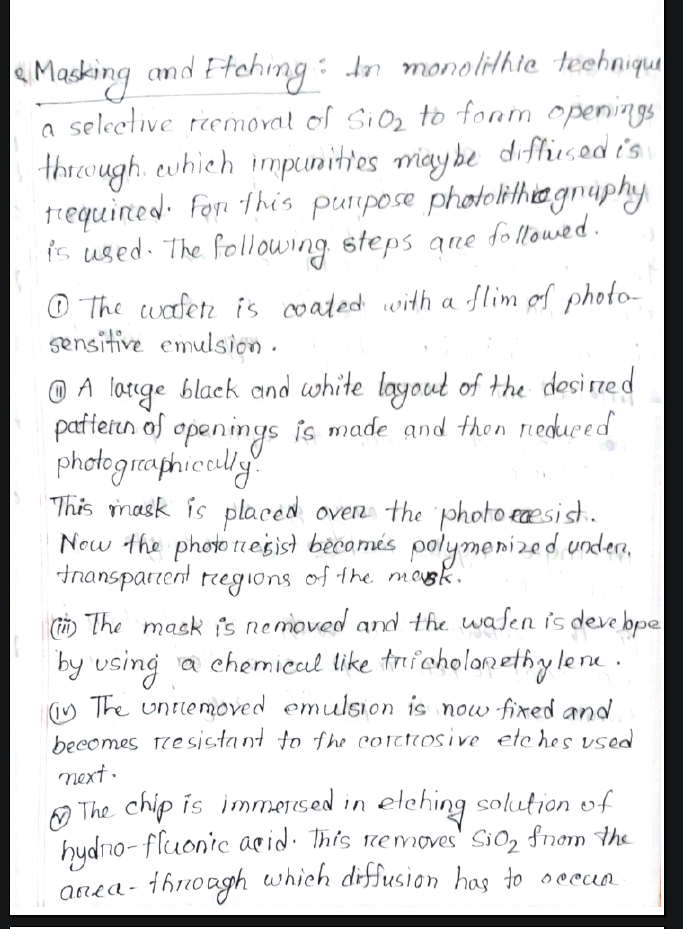 Masking and Etching: In monolithic technique
a selective removal of SiO2 to form openings
through which impurities maybe diffused is
required. For this purpose photolithography
is used. The following steps are followed.
(i) The wafer is coated with a flim of photo-
sensitive emulsion.
(ii) A large black and white layout of the desired
pattern of openings is made and then reduced
photographically.
This mask is placed over the photoresist.
Now the photoresist becomes polymerized under
transparent regions of the mask.
(iii) The mask is removed and the wafer is develope
by using a chemical like tricholorethylene.
(iv) The unremoved emulsion is now fixed and
becomes resistant to the corrosive etches used
next.
(v) The chip is immersed in etching solution of
hydro-fluoric acid. This removes SiO2 from the
area-through which diffusion has to occur